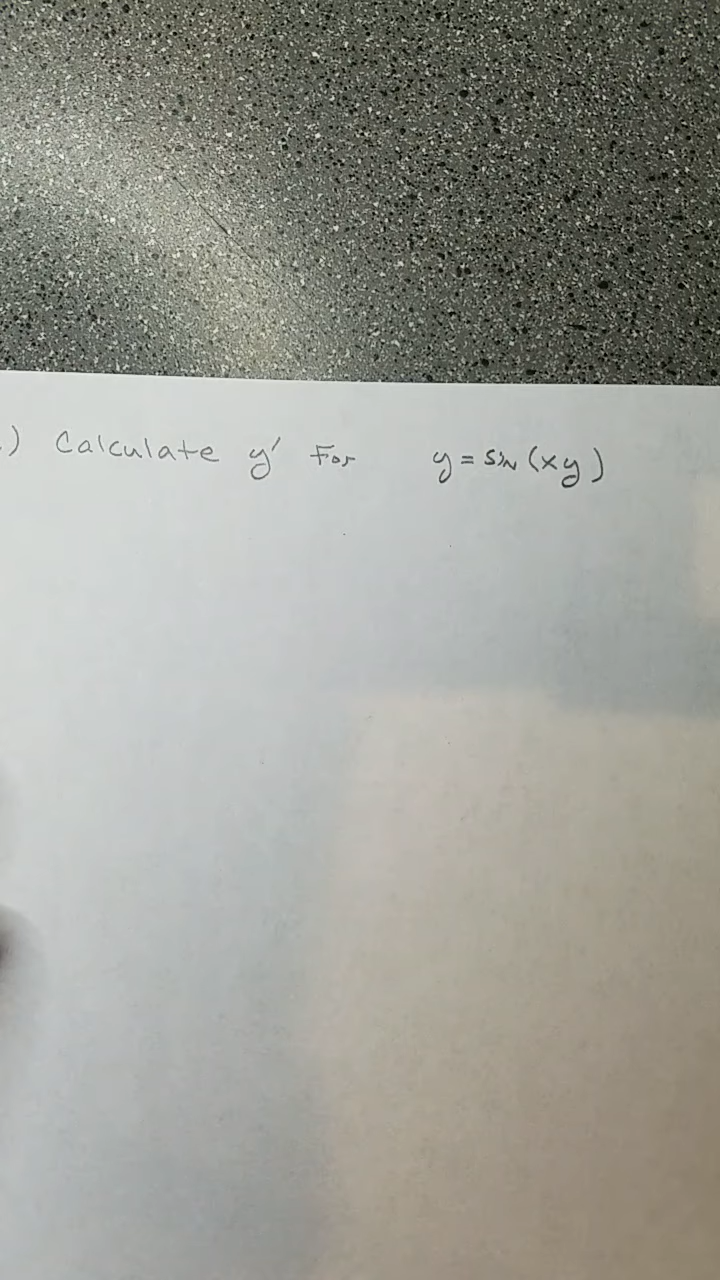 .) Calculate y' For y = sin (xy)